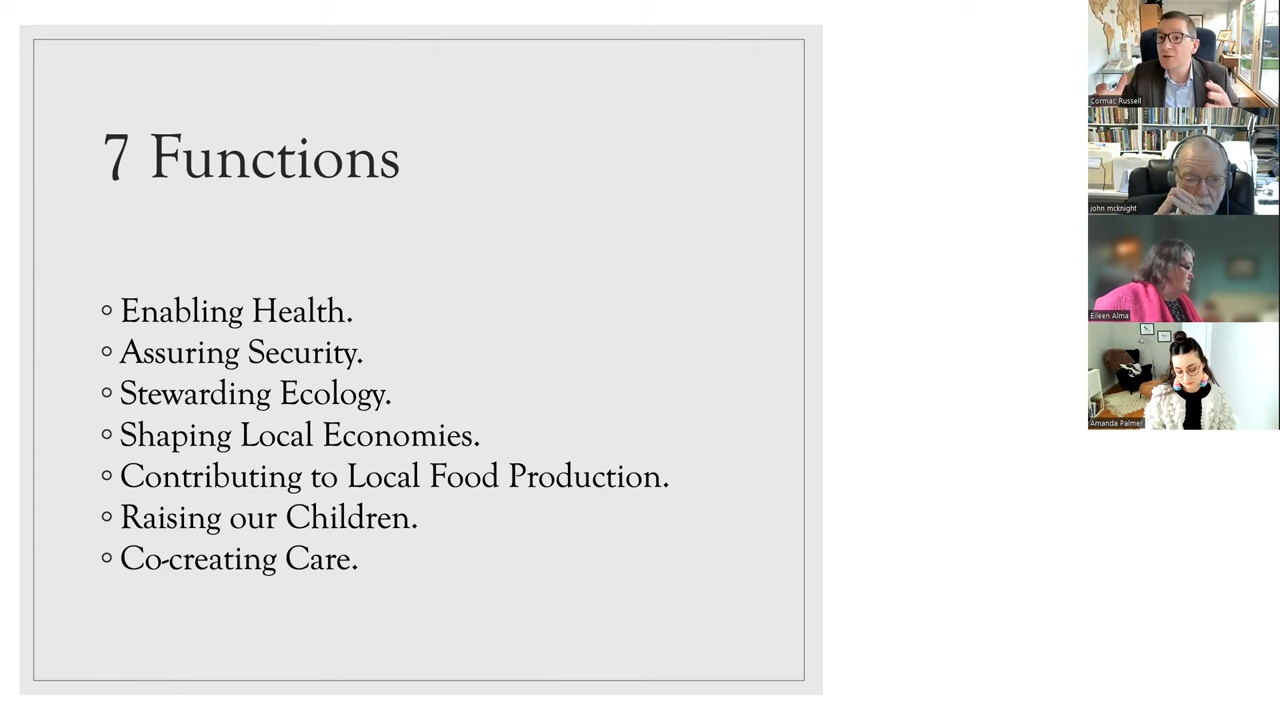 7 Functions
Enabling Health.
Assuring Security.
Stewarding Ecology.
Shaping Local Economies.
Contributing to Local Food Production.
Raising our Children.
Co-creating Care.
Cormac Russell
john mcknight
Eileen Alma
Amanda Palmer